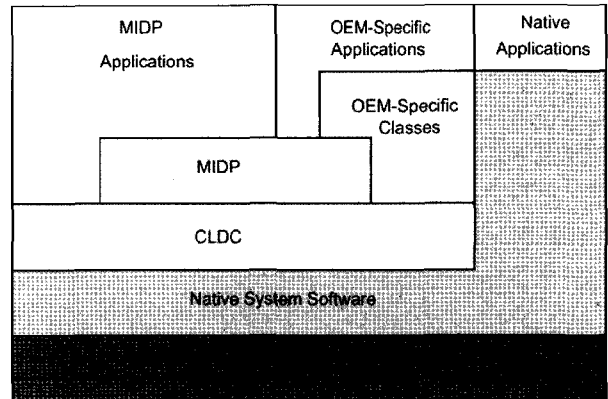 MIDP
Applications
OEM-Specific
Applications
Native
Applications
OEM-Specific
Classes
MIDP
CLDC
Native System Software